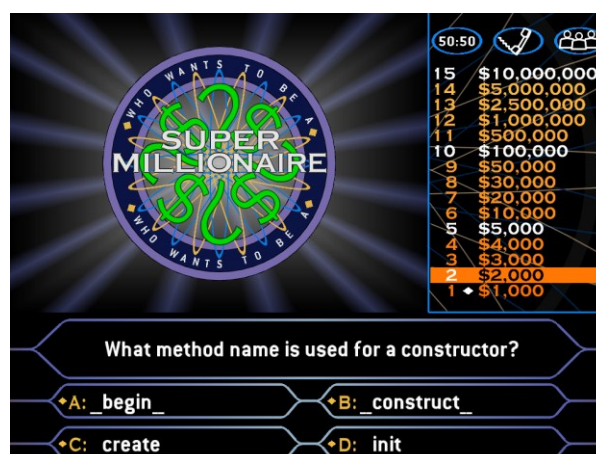 50:50
WHO WANTS TO BE A
SUPER
MILLIONAIRE
WHO WANTS TO BE A
15 $10,000,000
14 $5,000,000
13 $2,500,000
12 $1,000,000
11 $500,000
10 $100,000
9 $50,000
8 $30,000
7 $20,000
6 $10,000
5 $5,000
4 $4,000
3 $3,000
2 $2,000
1 $1,000
What method name is used for a constructor?
A: _begin_
B: _construct_
C: create
D: init